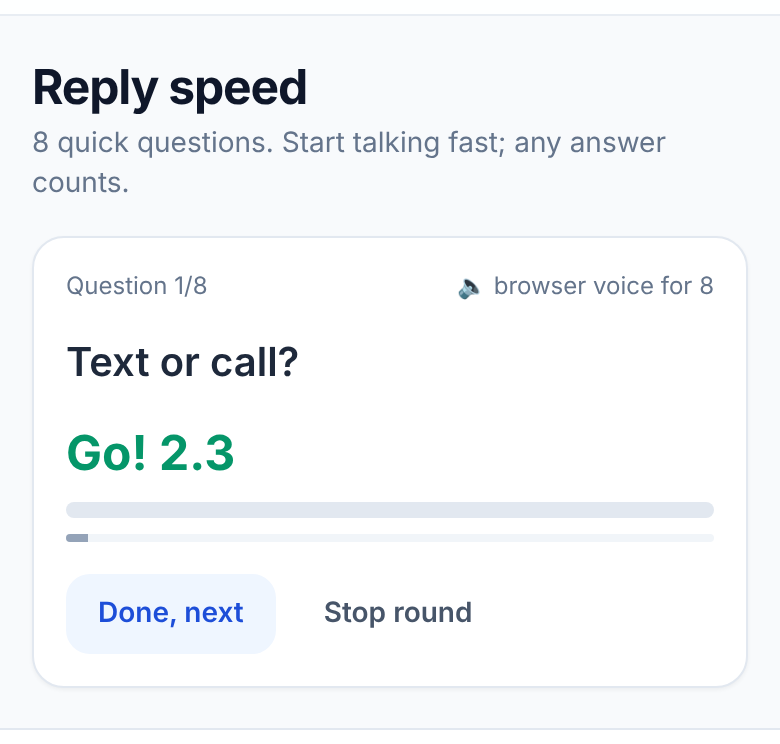 Reply speed
8 quick questions. Start talking fast; any answer
counts.
Question 1/8
🔈 browser voice for 8
Text or call?
Go! 2.3
Done, next
Stop round